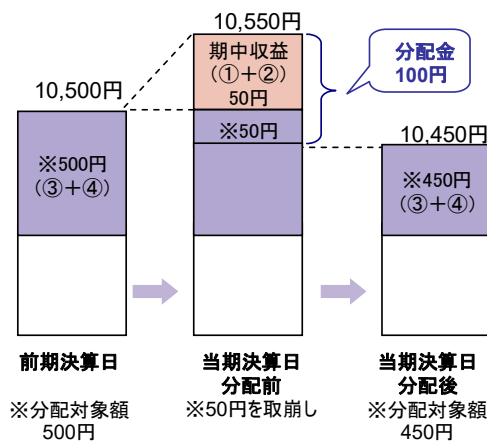 10,550円
期中収益
(①+②)
50円
分配金
100円
10,500円
※50円
10,450円
※500円
(③+④)
※450円
(③+④)
前期決算日
当期決算日
分配前
当期決算日
分配後
※分配対象額
500円
※50円を取崩し
※分配対象額
450円